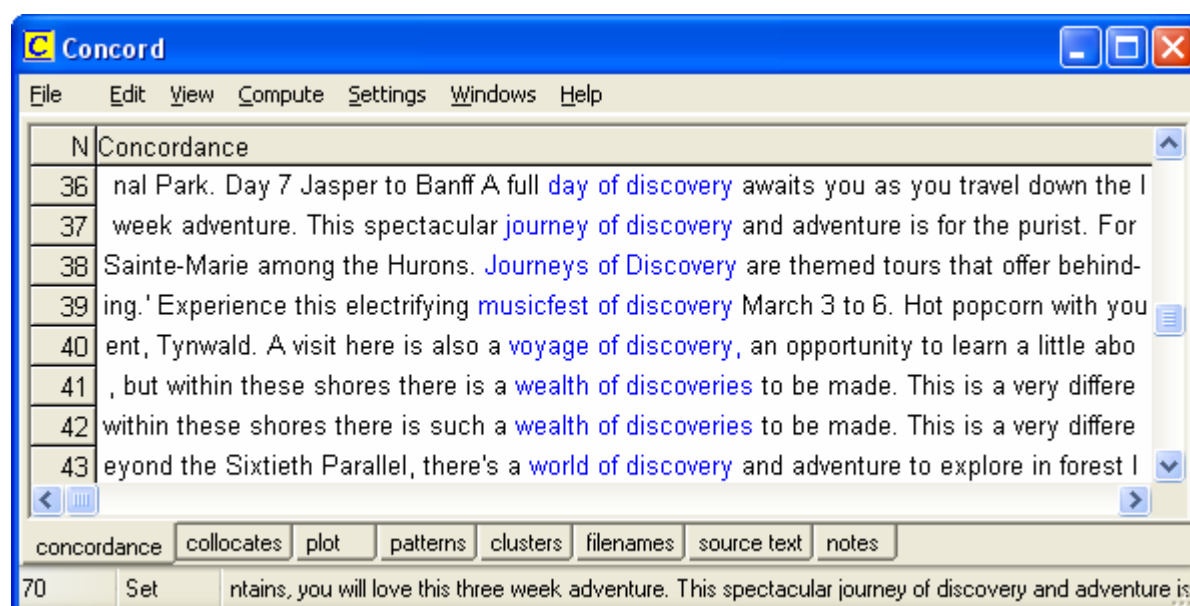 C Concord
File Edit View Compute Settings Windows Help
N Concordance
36 nal Park. Day 7 Jasper to Banff A full day of discovery awaits you as you travel down the I
37 week adventure. This spectacular journey of discovery and adventure is for the purist. For
38 Sainte-Marie among the Hurons. Journeys of Discovery are themed tours that offer behind-
39 ing.' Experience this electrifying musicfest of discovery March 3 to 6. Hot popcorn with you
40 ent, Tynwald. A visit here is also a voyage of discovery, an opportunity to learn a little abo
41 , but within these shores there is a wealth of discoveries to be made. This is a very differe
42 within these shores there is such a wealth of discoveries to be made. This is a very differe
43 eyond the Sixtieth Parallel, there's a world of discovery and adventure to explore in forest l
concordance collocates plot patterns clusters filenames source text notes
70 Set ntains, you will love this three week adventure. This spectacular journey of discovery and adventure is